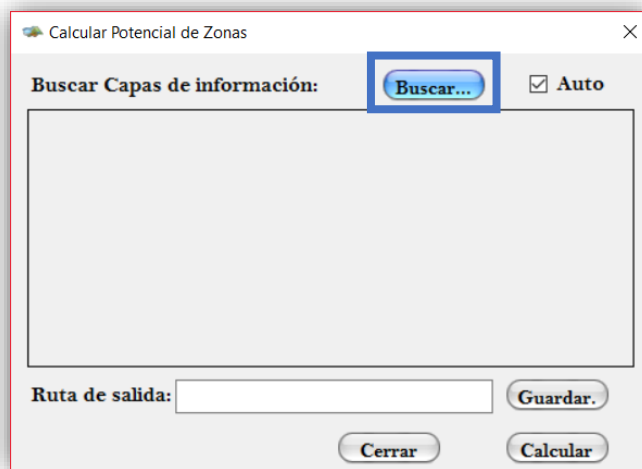 Calcular Potencial de Zonas
Buscar Capas de información: Buscar... Auto
Ruta de salida: Guardar.
Cerrar Calcular